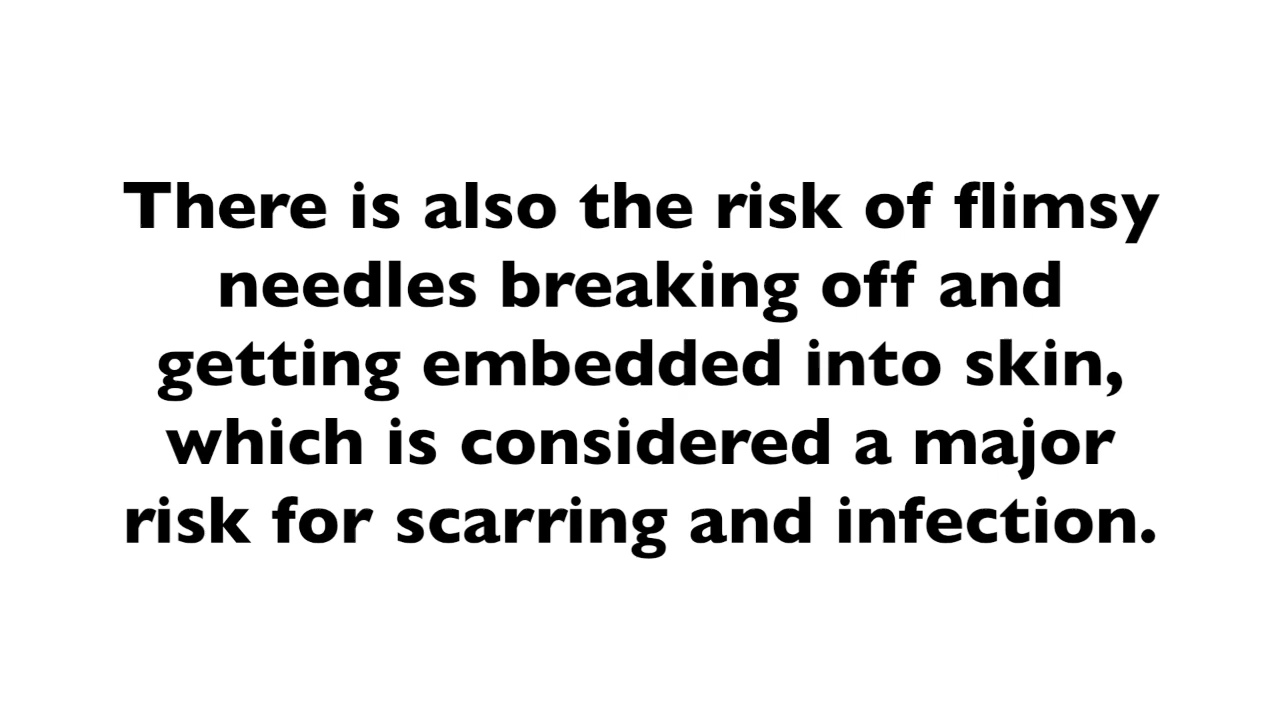 There is also the risk of flimsy
needles breaking off and
getting embedded into skin,
which is considered a major
risk for scarring and infection.